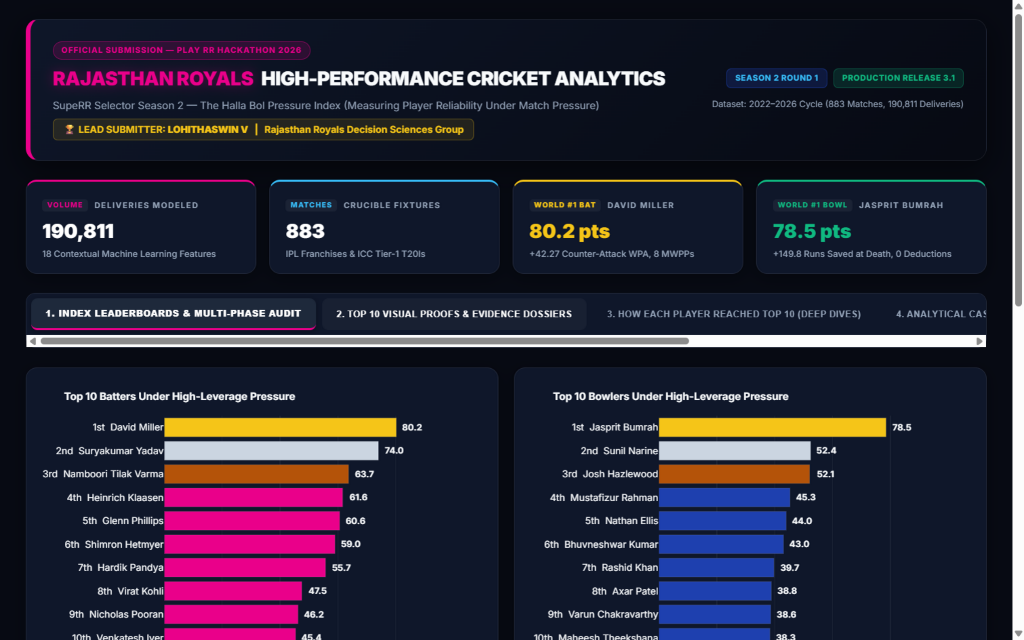 OFFICIAL SUBMISSION — PLAY RR HACKATHON 2026
RAJASTHAN ROYALS HIGH-PERFORMANCE CRICKET ANALYTICS
SupeRR Selector Season 2 — The Halla Bol Pressure Index (Measuring Player Reliability Under Match Pressure)
LEAD SUBMITTER: LOHITHASWIN V | Rajasthan Royals Decision Sciences Group
SEASON 2 ROUND 1
PRODUCTION RELEASE 3.1
Dataset: 2022–2026 Cycle (883 Matches, 190,811 Deliveries)
VOLUME DELIVERIES MODELED
190,811
18 Contextual Machine Learning Features
MATCHES CRUCIBLE FIXTURES
883
IPL Franchises & ICC Tier-1 T20Is
WORLD #1 BAT DAVID MILLER
80.2 pts
+42.27 Counter-Attack WPA, 8 MWPPs
WORLD #1 BOWL JASPRIT BUMRAH
78.5 pts
+149.8 Runs Saved at Death, 0 Deductions
1. INDEX LEADERBOARDS & MULTI-PHASE AUDIT
2. TOP 10 VISUAL PROOFS & EVIDENCE DOSSIERS
3. HOW EACH PLAYER REACHED TOP 10 (DEEP DIVES)
4. ANALYTICAL CAS
Top 10 Batters Under High-Leverage Pressure
1st David Miller 80.2
2nd Suryakumar Yadav 74.0
3rd Namboori Tilak Varma 63.7
4th Heinrich Klaasen 61.6
5th Glenn Phillips 60.6
6th Shimron Hetmyer 59.0
7th Hardik Pandya 55.7
8th Virat Kohli 47.5
9th Nicholas Pooran 46.2
10th Venkatesh Iyer 45.4
Top 10 Bowlers Under High-Leverage Pressure
1st Jasprit Bumrah 78.5
2nd Sunil Narine 52.4
3rd Josh Hazlewood 52.1
4th Mustafizur Rahman 45.3
5th Nathan Ellis 44.0
6th Bhuvneshwar Kumar 43.0
7th Rashid Khan 39.7
8th Axar Patel 38.8
9th Varun Chakravarthy 38.6
10th Maheesh Theekshana 38.3